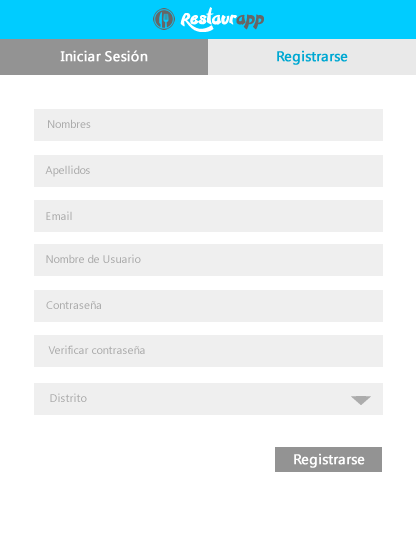 Restaurapp
Iniciar Sesión
Registrarse
Nombres
Apellidos
Email
Nombre de Usuario
Contraseña
Verificar contraseña
Distrito
Registrarse